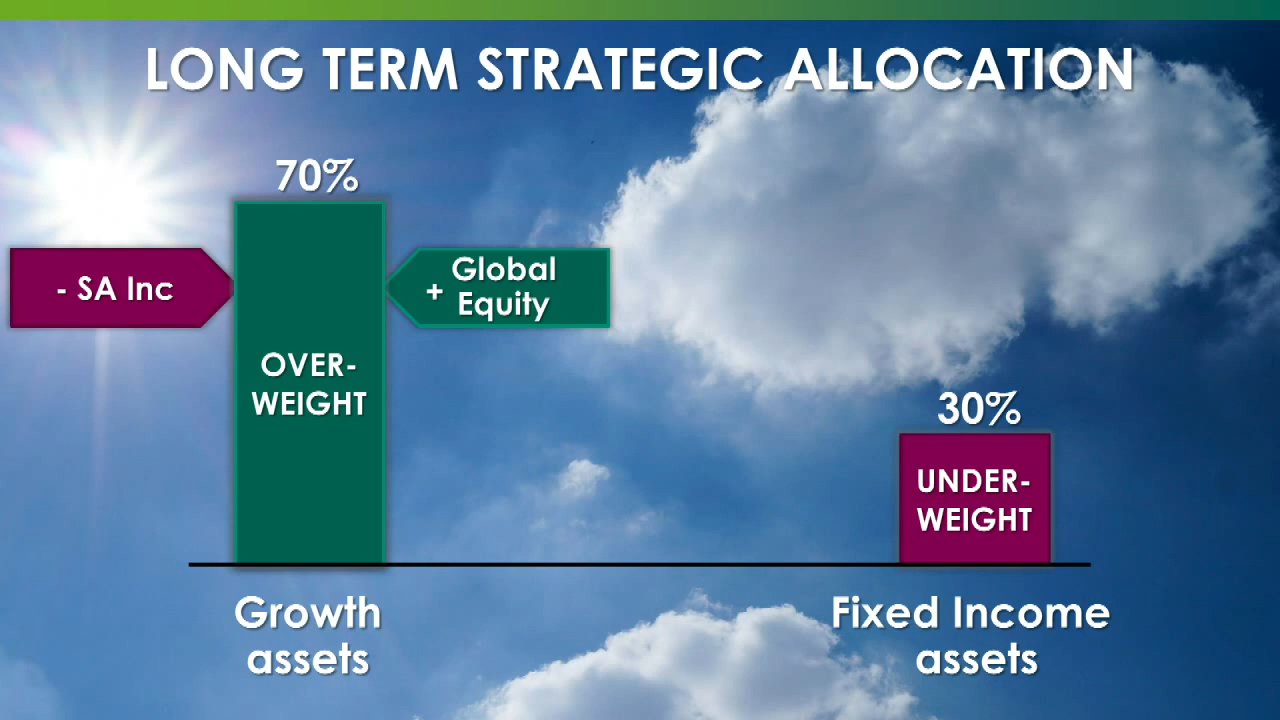 LONG TERM STRATEGIC ALLOCATION
70%
- SA Inc
+ Global
Equity
OVER-
WEIGHT
30%
UNDER-
WEIGHT
Growth
assets
Fixed Income
assets